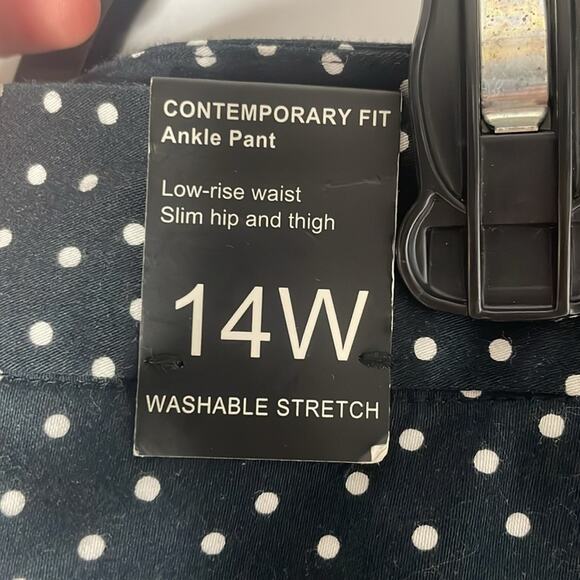 CONTEMPORARY FIT
Ankle Pant
Low-rise waist
Slim hip and thigh
14W
WASHABLE STRETCH